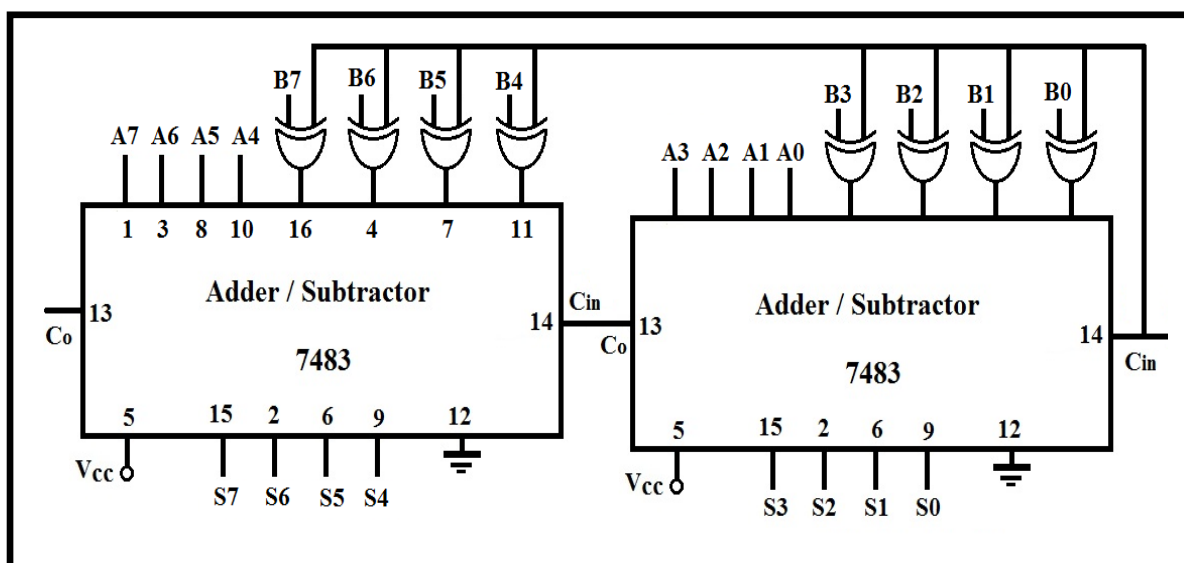 B7 B6 B5 B4
B3 B2 B1 B0
A7 A6 A5 A4
A3 A2 A1 A0
1 3 8 10 16 4 7 11
Adder / Subtractor
Adder / Subtractor
13
Co
14
Cin
13
Co
14
Cin
7483
7483
5 15 2 6 9 12
5 15 2 6 9 12
Vcc
S7 S6 S5 S4
Vcc
S3 S2 S1 S0